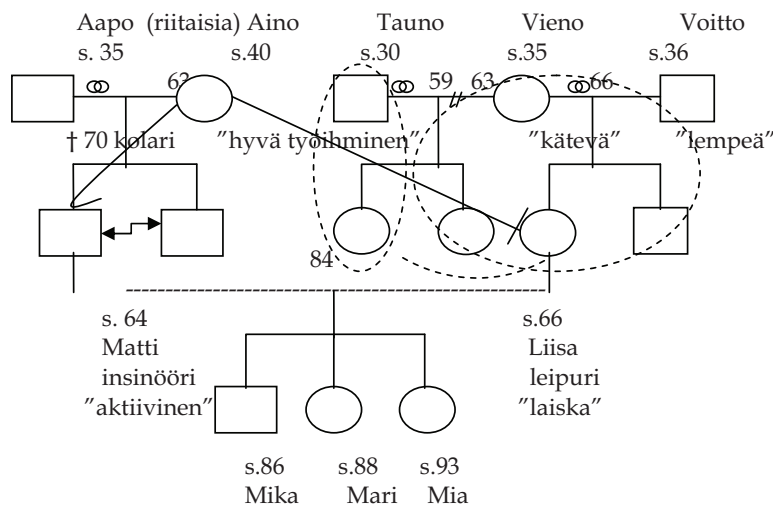 Aapo (riitaisia) Aino Tauno Vieno Voitto
s. 35 s.40 s.30 s.35 s.36
63 59 63 66
† 70 kolari ”hyvä työihminen” ”kätevä” ”lempeä”
84
s. 64 s.66
Matti Liisa
insinööri leipuri
”aktiivinen” ”laiska”
s.86 s.88 s.93
Mika Mari Mia